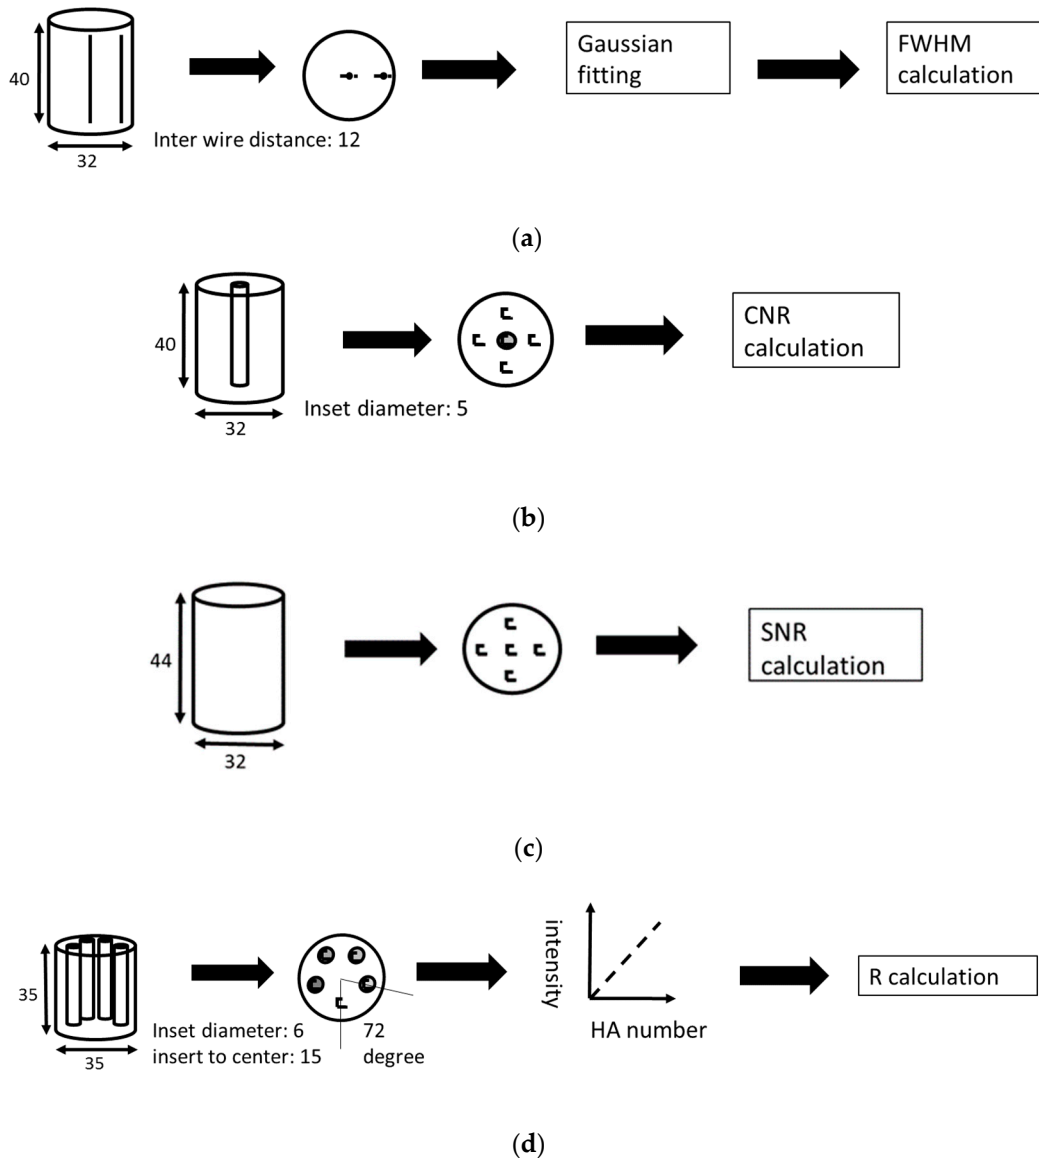 40
32
Inter wire distance: 12
Gaussian
fitting
FWHM
calculation
(a)
40
32
Inset diameter: 5
CNR
calculation
(b)
44
32
SNR
calculation
(c)
35
35
Inset diameter: 6
insert to center: 15
72
degree
intensity
HA number
R calculation
(d)